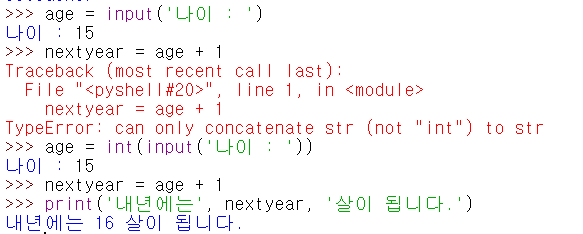 >>> age = input('나이 : ')
나이 : 15
>>> nextyear = age + 1
Traceback (most recent call last):
  File "<pyshell#20>", line 1, in <module>
    nextyear = age + 1
TypeError: can only concatenate str (not "int") to str
>>> age = int(input('나이 : '))
나이 : 15
>>> nextyear = age + 1
>>> print('내년에는', nextyear, '살이 됩니다.')
내년에는 16 살이 됩니다.